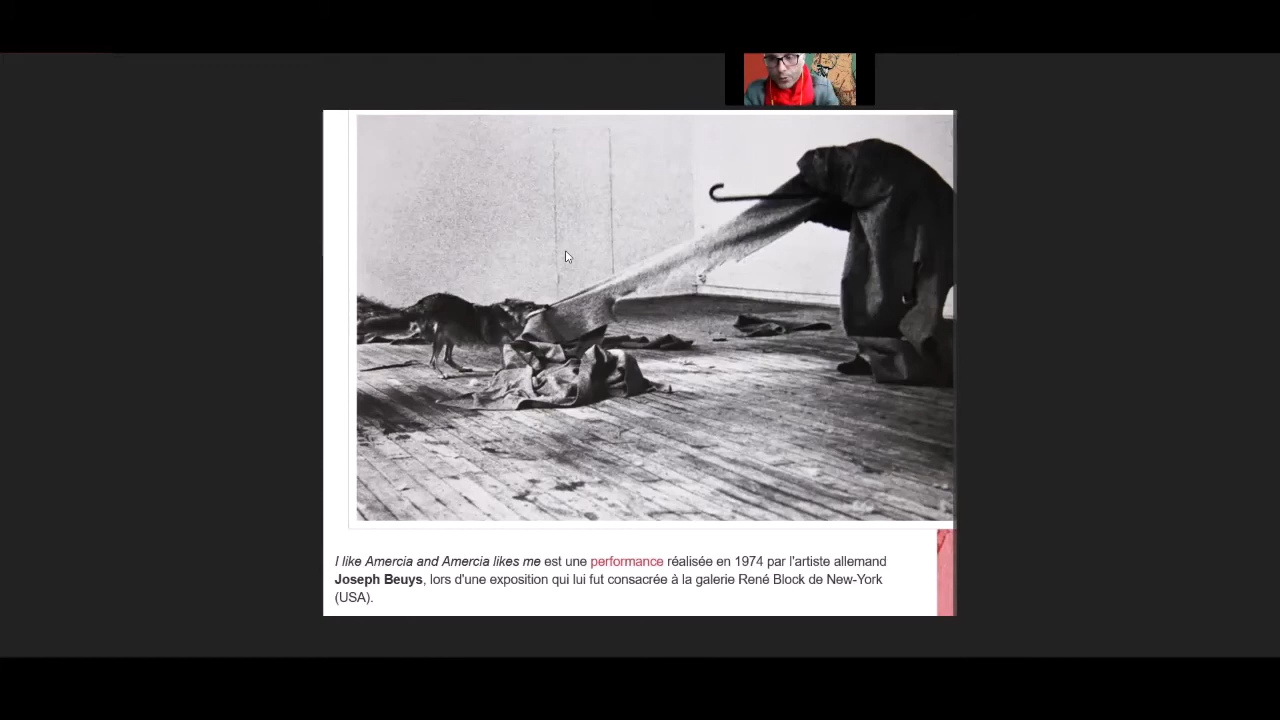 I like Amercia and Amercia likes me est une performance réalisée en 1974 par l'artiste allemand
Joseph Beuys, lors d'une exposition qui lui fut consacrée à la galerie René Block de New-York
(USA).